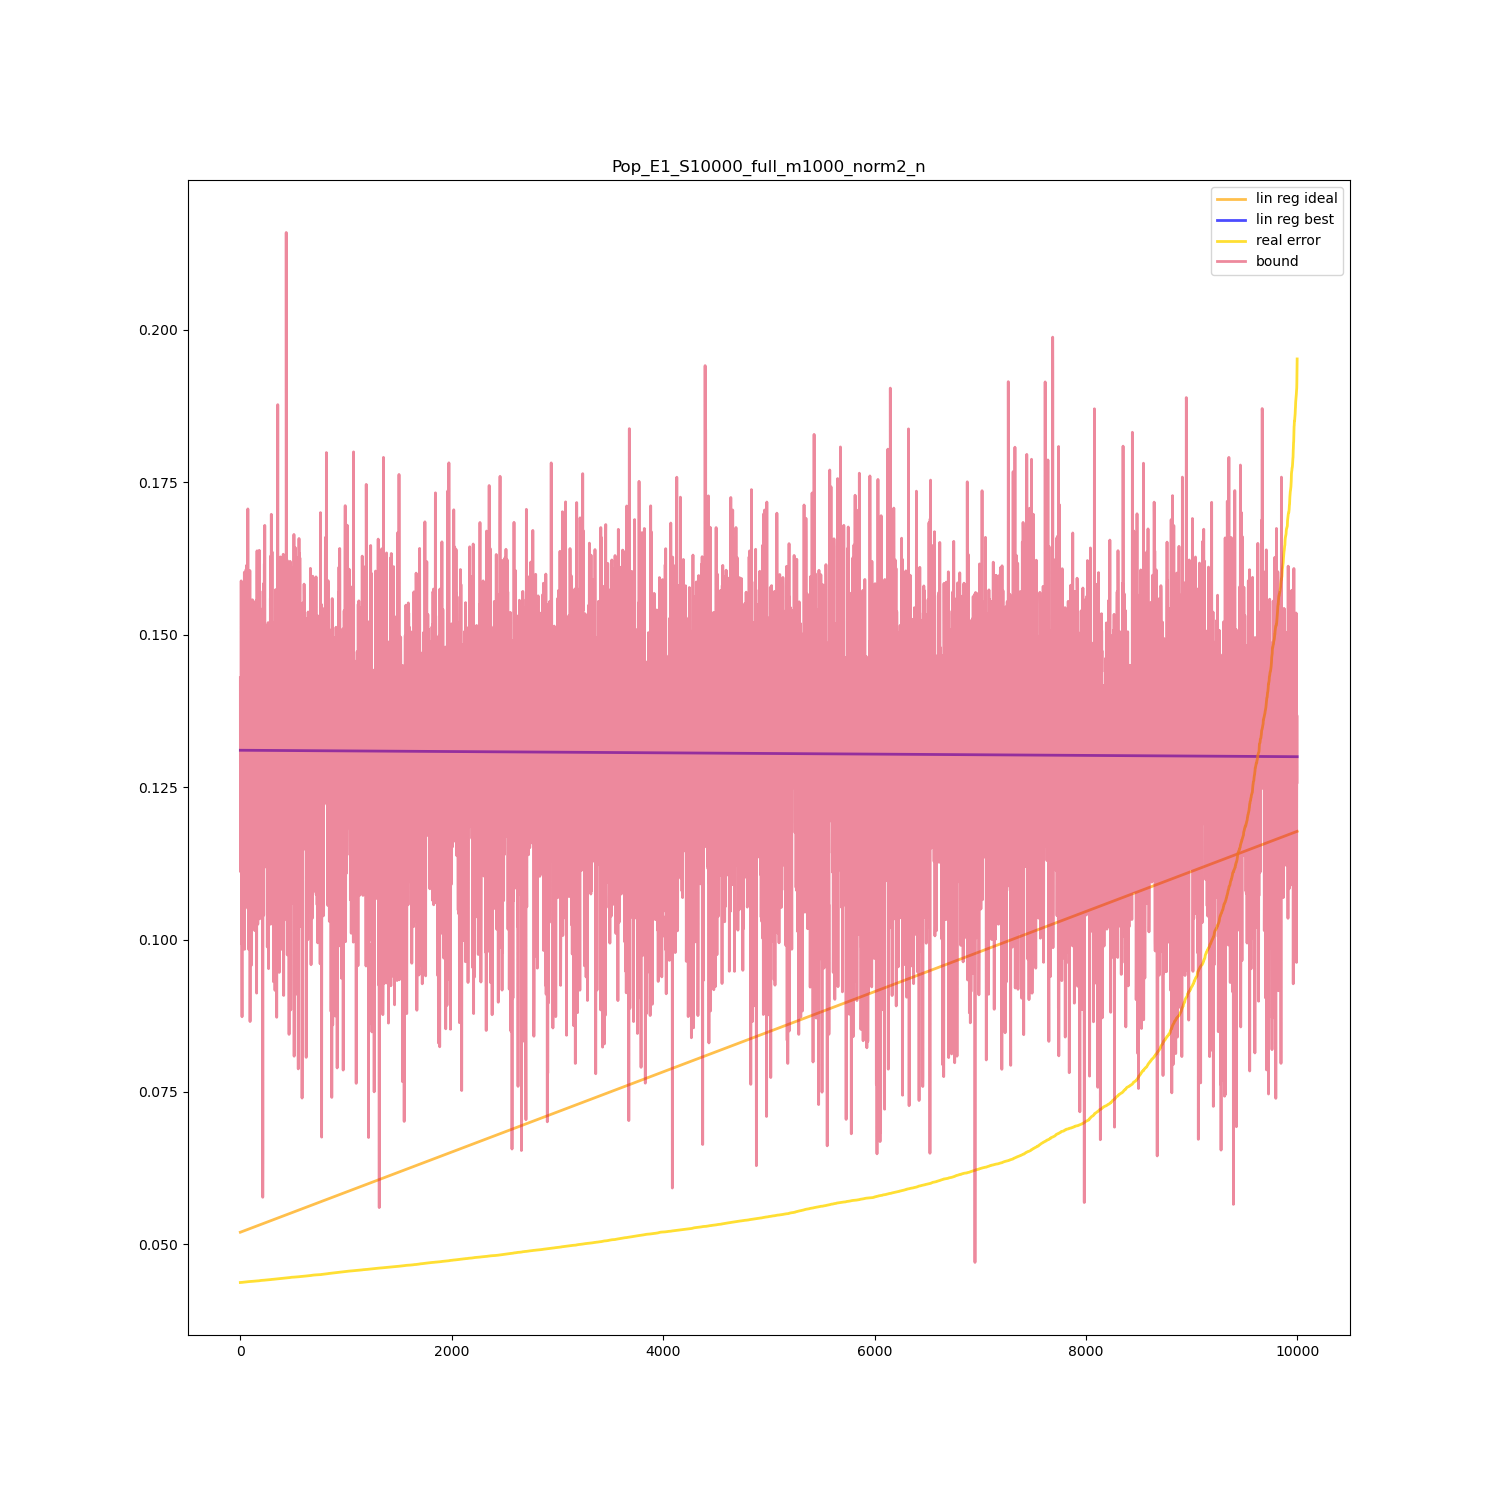 Pop_E1_S10000_full_m1000_norm2_n
lin reg ideal
lin reg best
real error
bound
0.200
0.175
0.150
0.125
0.100
0.075
0.050
0 2000 4000 6000 8000 10000